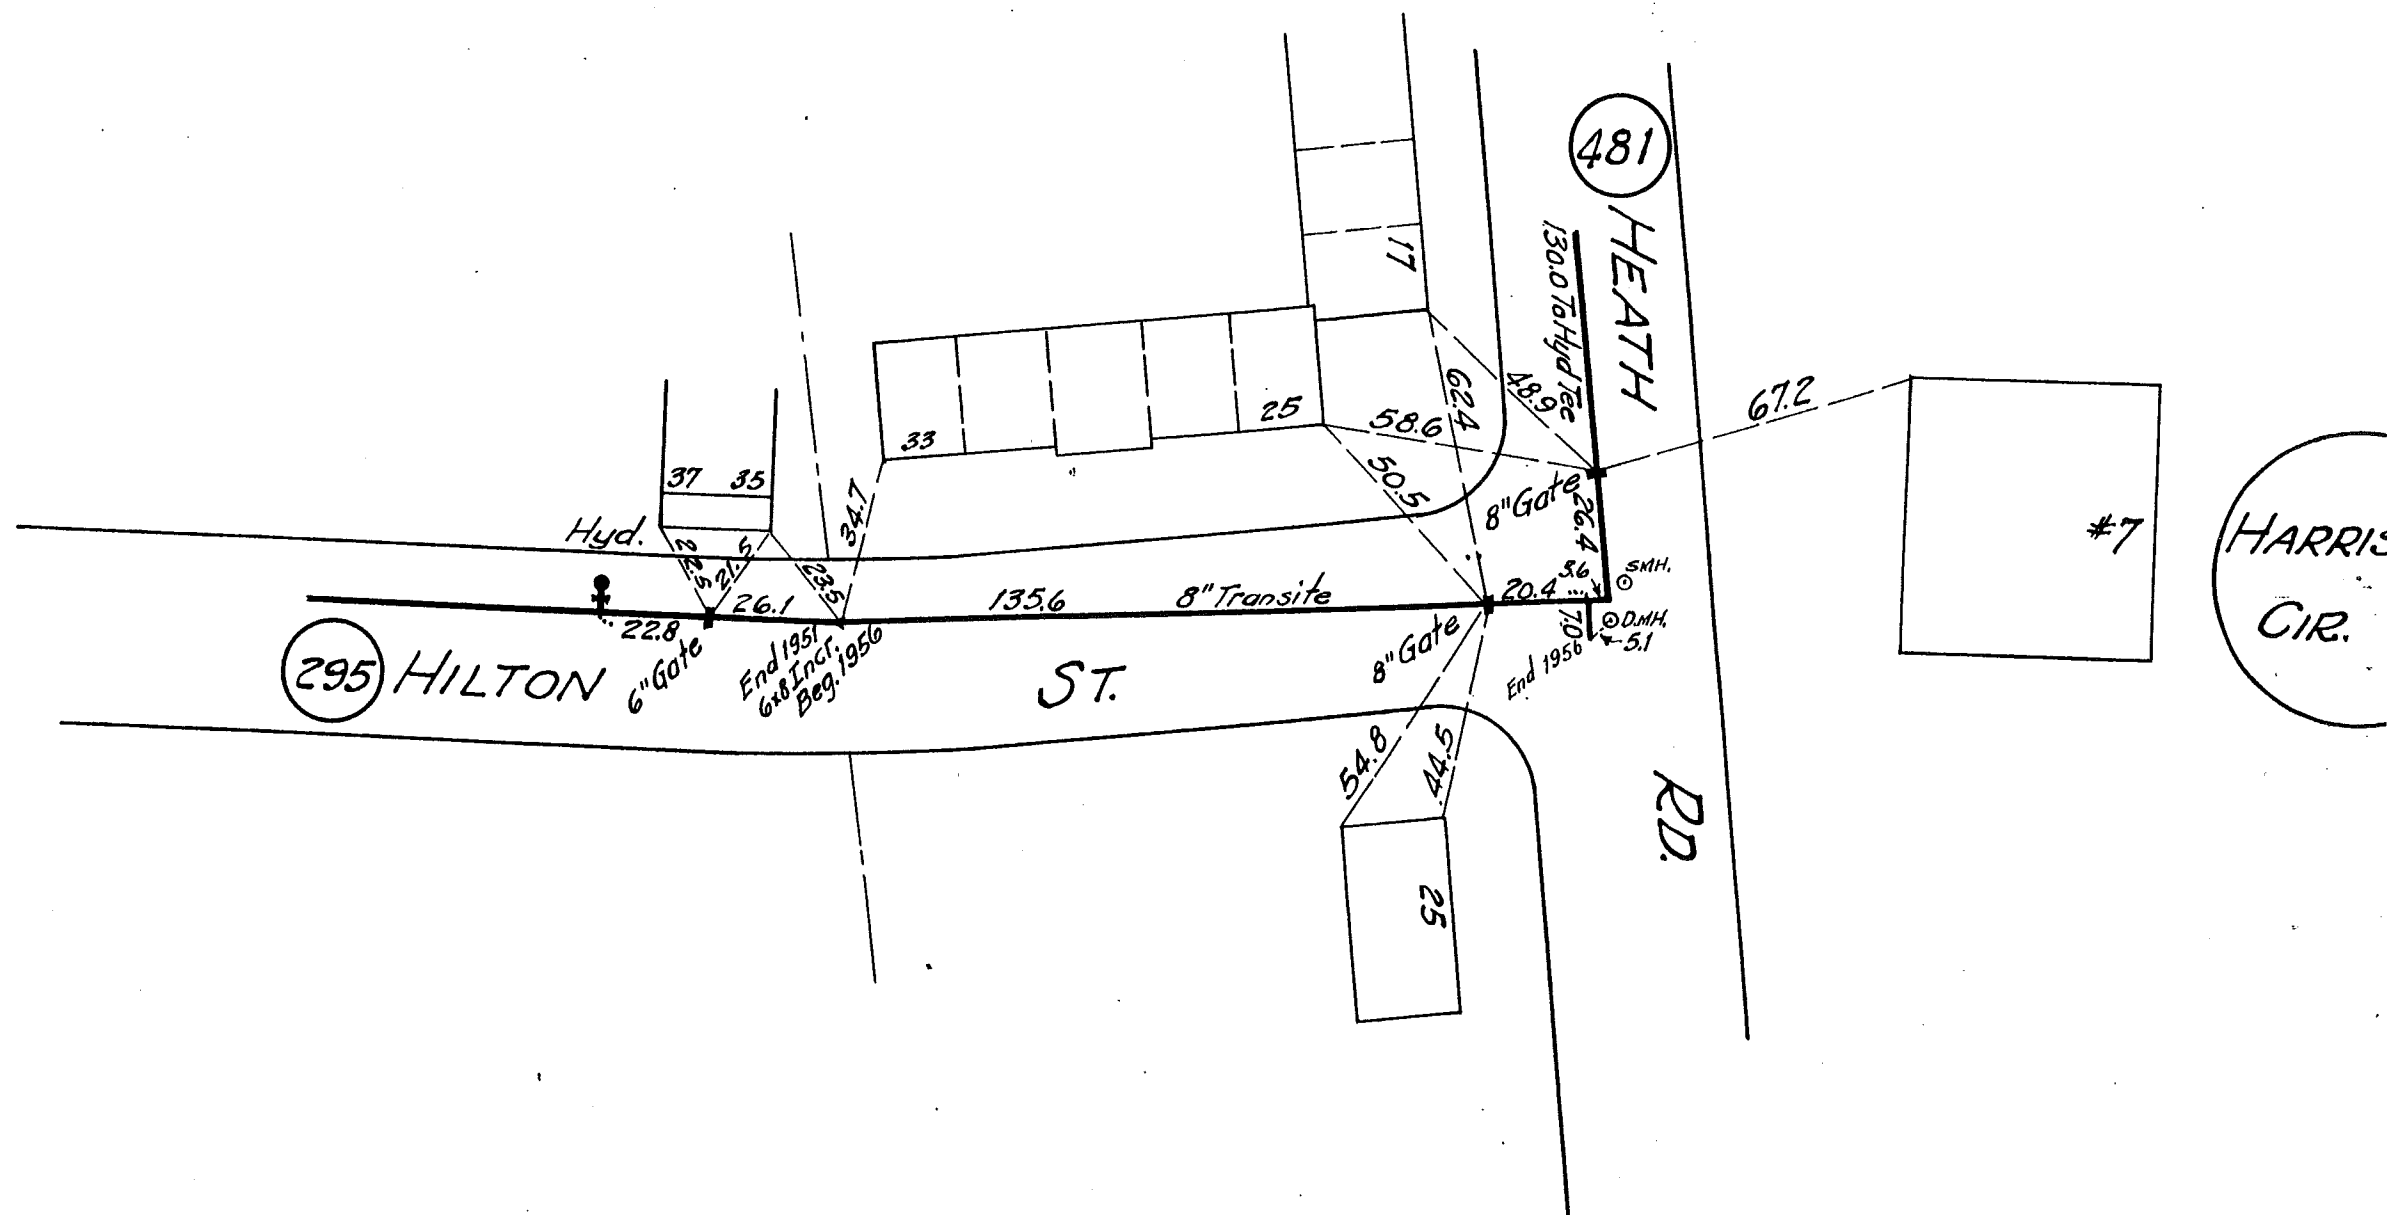 481
HEATH
RD.
130.0 To Hyd Tee
17
33
25
37
35
Hyd.
34.7
62.4
48.9
58.6
50.5
67.2
8" Gate
26.4
#7
HARRIS
CIR.
22.5
21.5
23.5
26.1
135.6
8" Transite
20.4
3.6
S.M.H.
D.M.H.
7.0
5.1
22.8
6" Gate
End 1951
6x8 Incr.
Beg. 1956
8" Gate
End 1956
295
HILTON
ST.
54.8
44.5
25